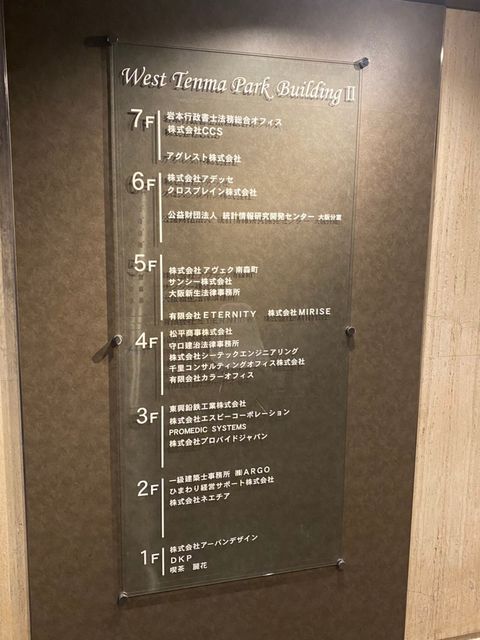 West Tenma Park Building Ⅱ
7F
岩本行政書士法務総合オフィス
株式会社CCS
アグレスト株式会社
6F
株式会社アデッセ
クロスブレイン株式会社
公益財団法人 統計情報研究開発センター 大阪分室
5F
株式会社アヴェク南森町
サンシー株式会社
大阪新生法律事務所
有限会社ETERNITY 株式会社MIRISE
4F
松平商事株式会社
守口建治法律事務所
株式会社シーテックエンジニアリング
千里コンサルティングオフィス株式会社
有限会社カラーオフィス
3F
東興鉛鉄工業株式会社
株式会社エスピーコーポレーション
PROMEDIC SYSTEMS
株式会社プロバイドジャパン
2F
一級建築士事務所 ㈱ARGO
ひまわり経営サポート株式会社
株式会社ネエチア
1F
株式会社アーバンデザイン
DKP
喫茶 麗花